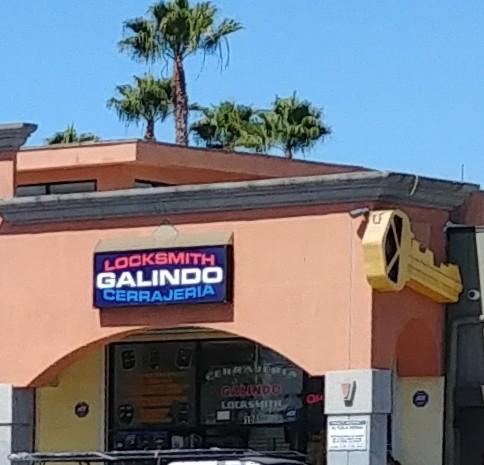 LOCKSMITH
GALINDO
CERRAJERIA
CERRAJERIA
GALINDO
LOCKSMITH